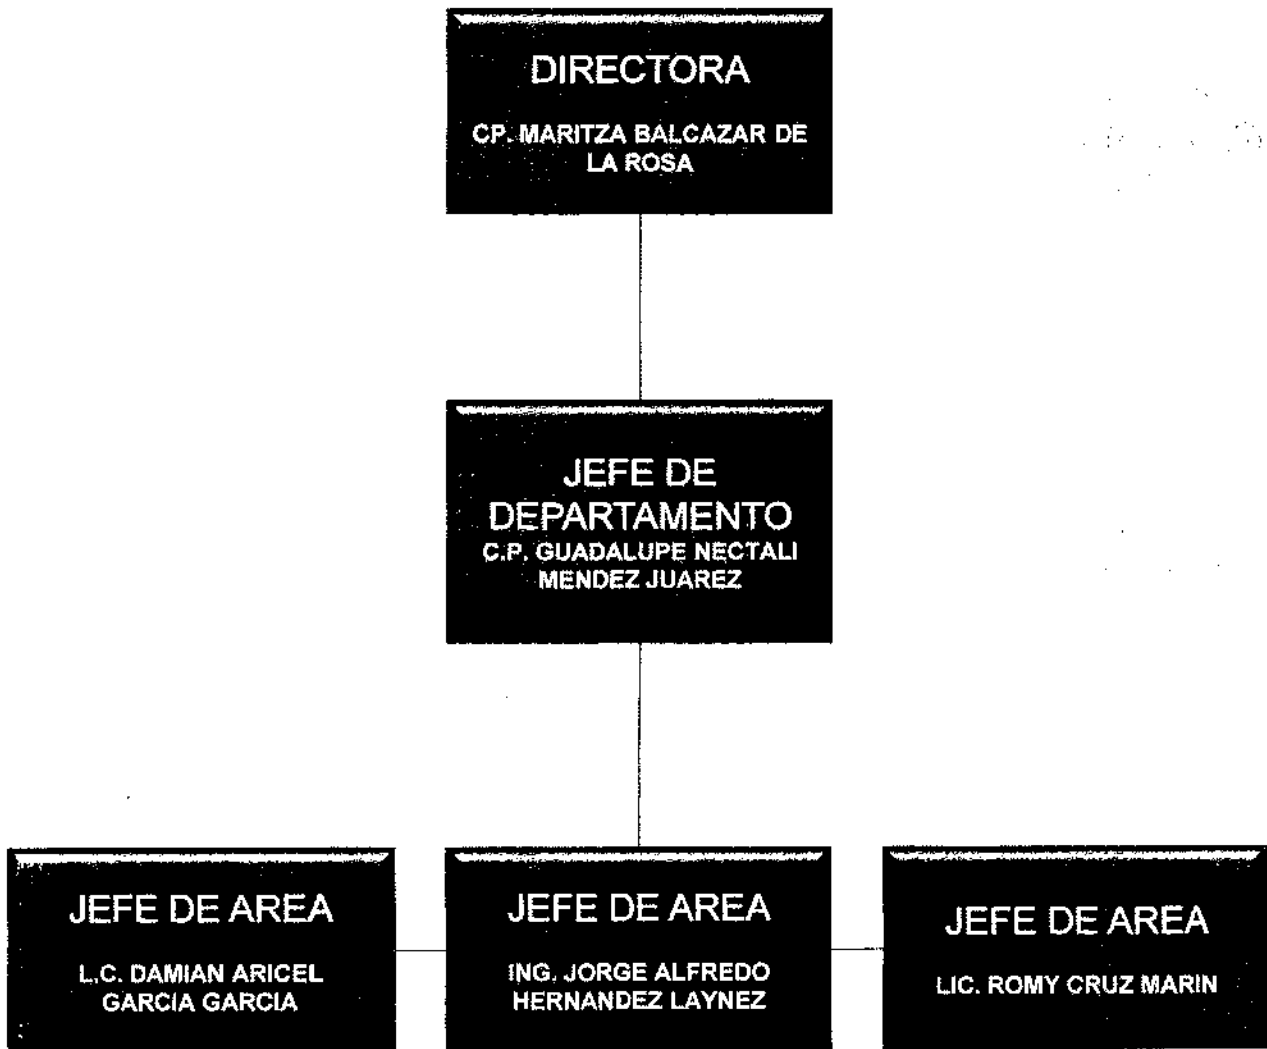 DIRECTORA
CP. MARITZA BALCAZAR DE
LA ROSA
JEFE DE
DEPARTAMENTO
C.P. GUADALUPE NECTALI
MENDEZ JUAREZ
JEFE DE AREA
L.C. DAMIAN ARICEL
GARCIA GARCIA
JEFE DE AREA
ING. JORGE ALFREDO
HERNANDEZ LAYNEZ
JEFE DE AREA
LIC. ROMY CRUZ MARIN